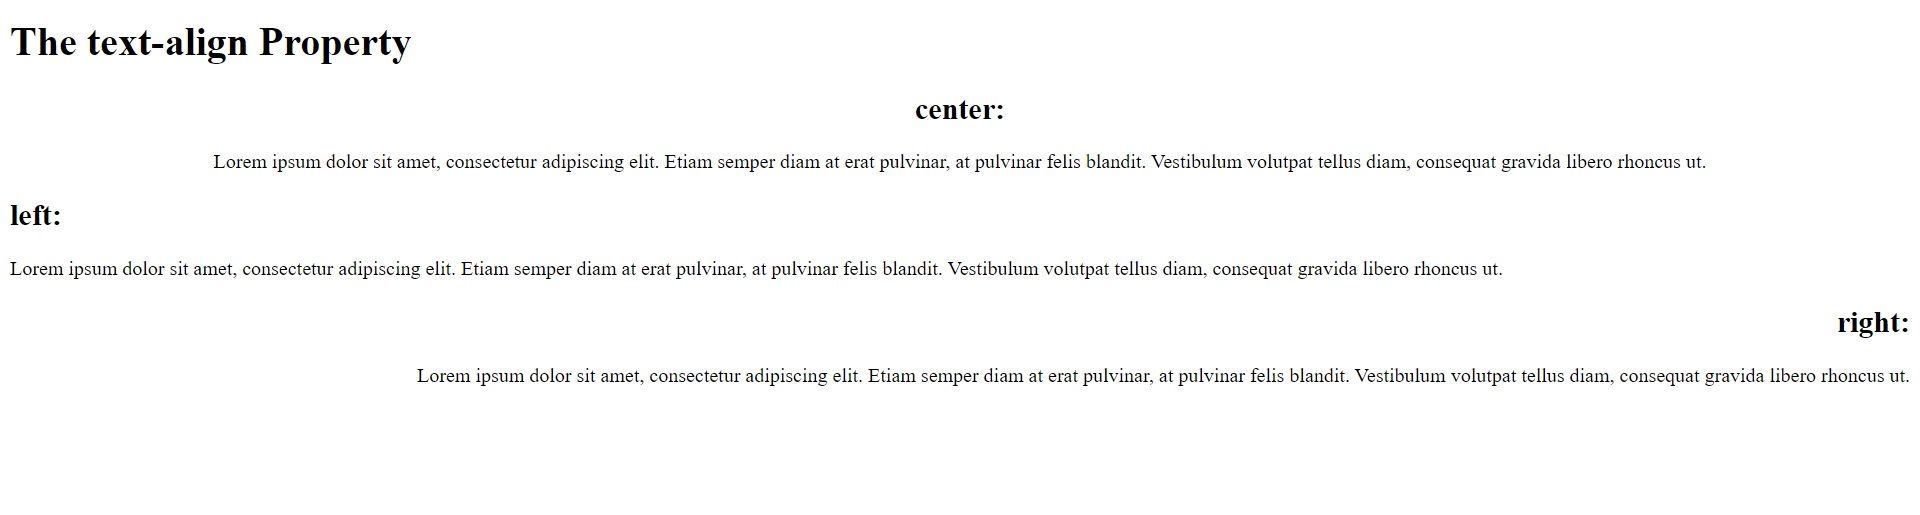 The text-align Property
center:
Lorem ipsum dolor sit amet, consectetur adipiscing elit. Etiam semper diam at erat pulvinar, at pulvinar felis blandit. Vestibulum volutpat tellus diam, consequat gravida libero rhoncus ut.
left:
Lorem ipsum dolor sit amet, consectetur adipiscing elit. Etiam semper diam at erat pulvinar, at pulvinar felis blandit. Vestibulum volutpat tellus diam, consequat gravida libero rhoncus ut.
right:
Lorem ipsum dolor sit amet, consectetur adipiscing elit. Etiam semper diam at erat pulvinar, at pulvinar felis blandit. Vestibulum volutpat tellus diam, consequat gravida libero rhoncus ut.